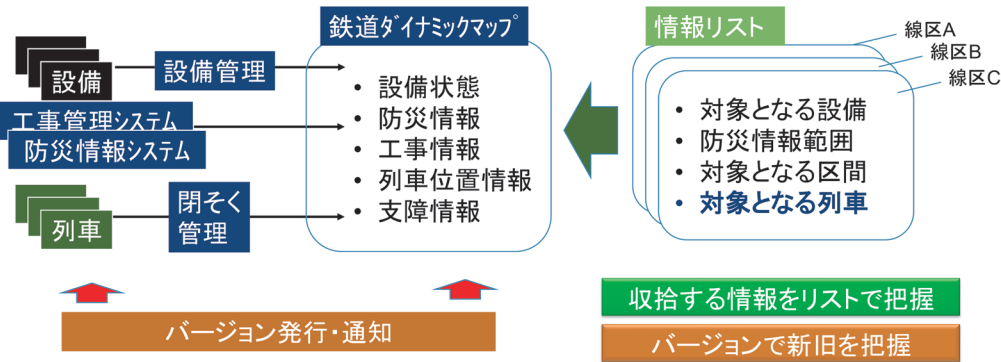 鉄道ダイナミックマップ
情報リスト
線区A
線区B
線区C
設備
設備管理
工事管理システム
防災情報システム
列車
閉そく
管理
• 設備状態
• 防災情報
• 工事情報
• 列車位置情報
• 支障情報
• 対象となる設備
• 防災情報範囲
• 対象となる区間
• 対象となる列車
バージョン発行・通知
収拾する情報をリストで把握
バージョンで新旧を把握